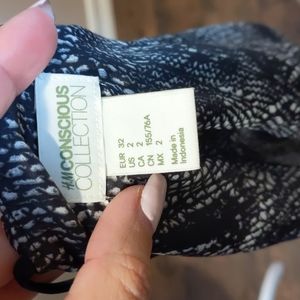 H&M CONSCIOUS
COLLECTION
EUR 32
US 2
CA 2
CN 155/76A
MX 2
Made in
Indonesia